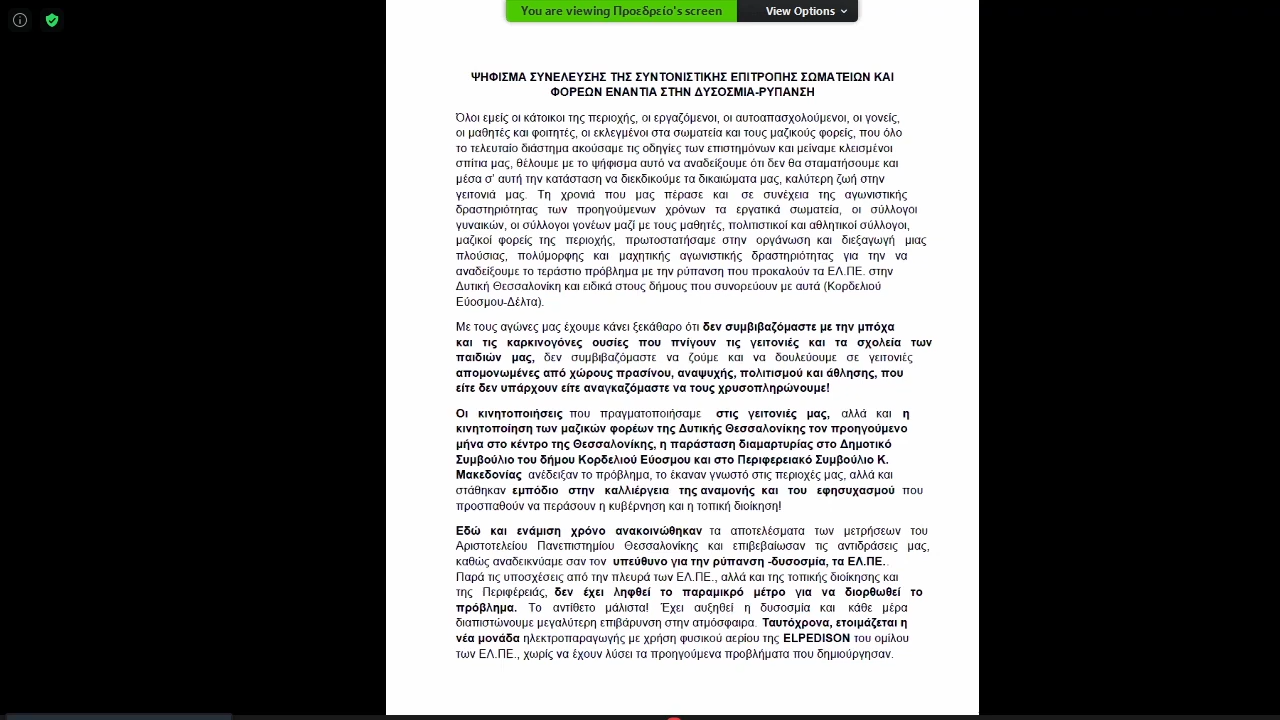 You are viewing Προεδρείο's screen
View Options
ΨΗΦΙΣΜΑ ΣΥΝΕΛΕΥΣΗΣ ΤΗΣ ΣΥΝΤΟΝΙΣΤΙΚΗΣ ΕΠΙΤΡΟΠΗΣ ΣΩΜΑΤΕΙΩΝ ΚΑΙ
ΦΟΡΕΩΝ ΕΝΑΝΤΙΑ ΣΤΗΝ ΔΥΣΟΣΜΙΑ-ΡΥΠΑΝΣΗ
Όλοι εμείς οι κάτοικοι της περιοχής, οι εργαζόμενοι, οι αυτοαπασχολούμενοι, οι γονείς,
οι μαθητές και φοιτητές, οι εκλεγμένοι στα σωματεία και τους μαζικούς φορείς, που όλο
το τελευταίο διάστημα ακούσαμε τις οδηγίες των επιστημόνων και μείναμε κλεισμένοι
σπίτια μας, θέλουμε με το ψήφισμα αυτό να αναδείξουμε ότι δεν θα σταματήσουμε και
μέσα σ' αυτή την κατάσταση να διεκδικούμε τα δικαιώματα μας, καλύτερη ζωή στην
γειτονιά μας. Τη χρονιά που μας πέρασε και σε συνέχεια της αγωνιστικής
δραστηριότητας των προηγούμενων χρόνων τα εργατικά σωματεία, οι σύλλογοι
γυναικών, οι σύλλογοι γονέων μαζί με τους μαθητές, πολιτιστικοί και αθλητικοί σύλλογοι,
μαζικοί φορείς της περιοχής, πρωτοστατήσαμε στην οργάνωση και διεξαγωγή μιας
πλούσιας, πολύμορφης και μαχητικής αγωνιστικής δραστηριότητας για την να
αναδείξουμε το τεράστιο πρόβλημα με την ρύπανση που προκαλούν τα ΕΛ.ΠΕ. στην
Δυτική Θεσσαλονίκη και ειδικά στους δήμους που συνορεύουν με αυτά (Κορδελιού
Εύοσμου-Δέλτα).
Με τους αγώνες μας έχουμε κάνει ξεκάθαρο ότι δεν συμβιβαζόμαστε με την μπόχα
και τις καρκινογόνες ουσίες που πνίγουν τις γειτονιές και τα σχολεία των
παιδιών μας, δεν συμβιβαζόμαστε να ζούμε και να δουλεύουμε σε γειτονιές
απομονωμένες από χώρους πρασίνου, αναψυχής, πολιτισμού και άθλησης, που
είτε δεν υπάρχουν είτε αναγκαζόμαστε να τους χρυσοπληρώνουμε!
Οι κινητοποιήσεις που πραγματοποιήσαμε στις γειτονιές μας, αλλά και η
κινητοποίηση των μαζικών φορέων της Δυτικής Θεσσαλονίκης τον προηγούμενο
μήνα στο κέντρο της Θεσσαλονίκης, η παράσταση διαμαρτυρίας στο Δημοτικό
Συμβούλιο του δήμου Κορδελιού Εύοσμου και στο Περιφερειακό Συμβούλιο Κ.
Μακεδονίας ανέδειξαν το πρόβλημα, το έκαναν γνωστό στις περιοχές μας, αλλά και
στάθηκαν εμπόδιο στην καλλιέργεια της αναμονής και του εφησυχασμού που
προσπαθούν να περάσουν η κυβέρνηση και η τοπική διοίκηση!
Εδώ και ενάμιση χρόνο ανακοινώθηκαν τα αποτελέσματα των μετρήσεων του
Αριστοτελείου Πανεπιστημίου Θεσσαλονίκης και επιβεβαίωσαν τις αντιδράσεις μας,
καθώς αναδεικνύαμε σαν τον υπεύθυνο για την ρύπανση -δυσοσμία, τα ΕΛ.ΠΕ..
Παρά τις υποσχέσεις από την πλευρά των ΕΛ.ΠΕ., αλλά και της τοπικής διοίκησης και
της Περιφέρειάς, δεν έχει ληφθεί το παραμικρό μέτρο για να διορθωθεί το
πρόβλημα. Το αντίθετο μάλιστα! Έχει αυξηθεί η δυσοσμία και κάθε μέρα
διαπιστώνουμε μεγαλύτερη επιβάρυνση στην ατμόσφαιρα. Ταυτόχρονα, ετοιμάζεται η
νέα μονάδα ηλεκτροπαραγωγής με χρήση φυσικού αερίου της ELPEDISON του ομίλου
των ΕΛ.ΠΕ., χωρίς να έχουν λύσει τα προηγούμενα προβλήματα που δημιούργησαν.